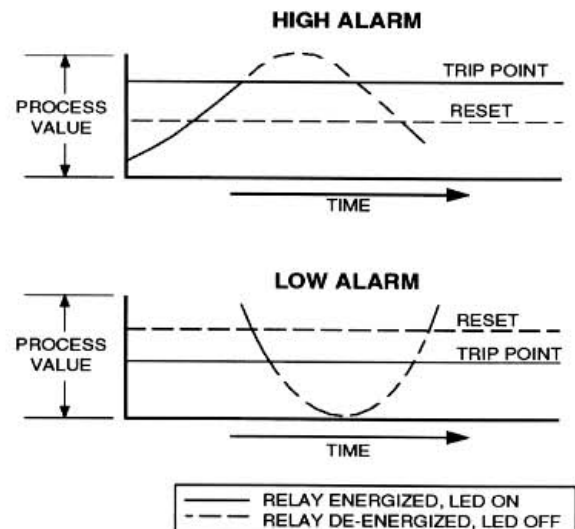 HIGH ALARM
TRIP POINT
PROCESS
VALUE
RESET
TIME
LOW ALARM
PROCESS
VALUE
RESET
TRIP POINT
TIME
RELAY ENERGIZED, LED ON
RELAY DE-ENERGIZED, LED OFF